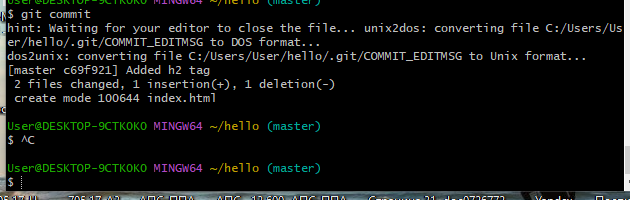 $ git commit
hint: Waiting for your editor to close the file... unix2dos: converting file C:/Users/Us
er/hello/.git/COMMIT_EDITMSG to DOS format...
dos2unix: converting file C:/Users/User/hello/.git/COMMIT_EDITMSG to Unix format...
[master c69f921] Added h2 tag
 2 files changed, 1 insertion(+), 1 deletion(-)
 create mode 100644 index.html
User@DESKTOP-9CTKOKO MINGW64 ~/hello (master)
$ ^C
User@DESKTOP-9CTKOKO MINGW64 ~/hello (master)
$